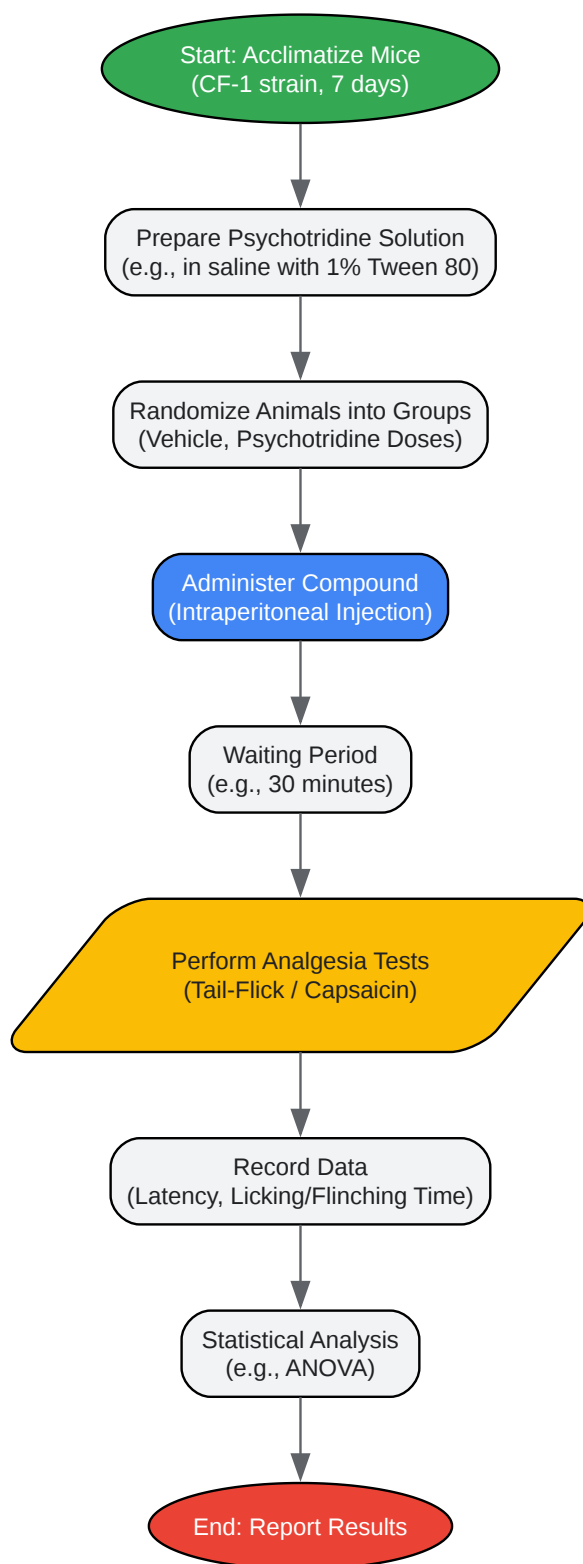 Start: Acclimatize Mice
(CF-1 strain, 7 days)
Prepare Psychotridine Solution
(e.g., in saline with 1% Tween 80)
Randomize Animals into Groups
(Vehicle, Psychotridine Doses)
Administer Compound
(Intraperitoneal Injection)
Waiting Period
(e.g., 30 minutes)
Perform Analgesia Tests
(Tail-Flick / Capsaicin)
Record Data
(Latency, Licking/Flinching Time)
Statistical Analysis
(e.g., ANOVA)
End: Report Results